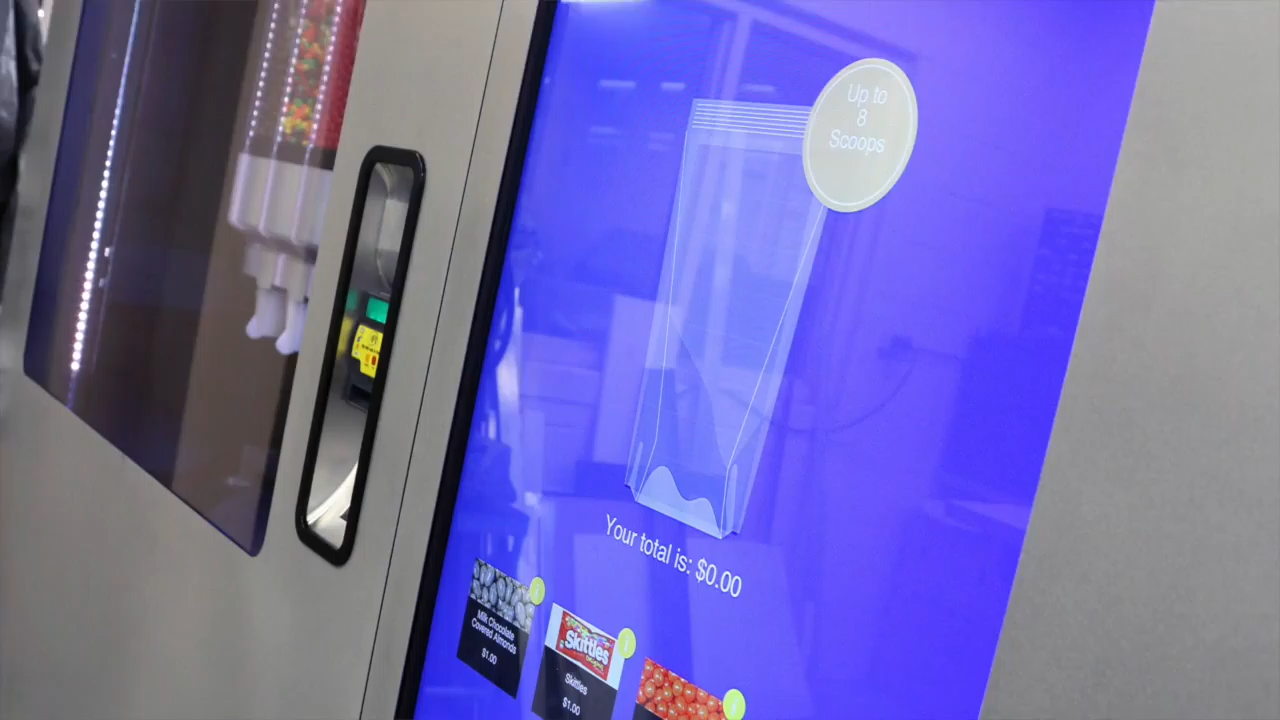 Up to
8
Scoops
Your total is: $0.00
Milk Chocolate
Covered Almonds
$1.00
Skittles
Skittles
$1.00